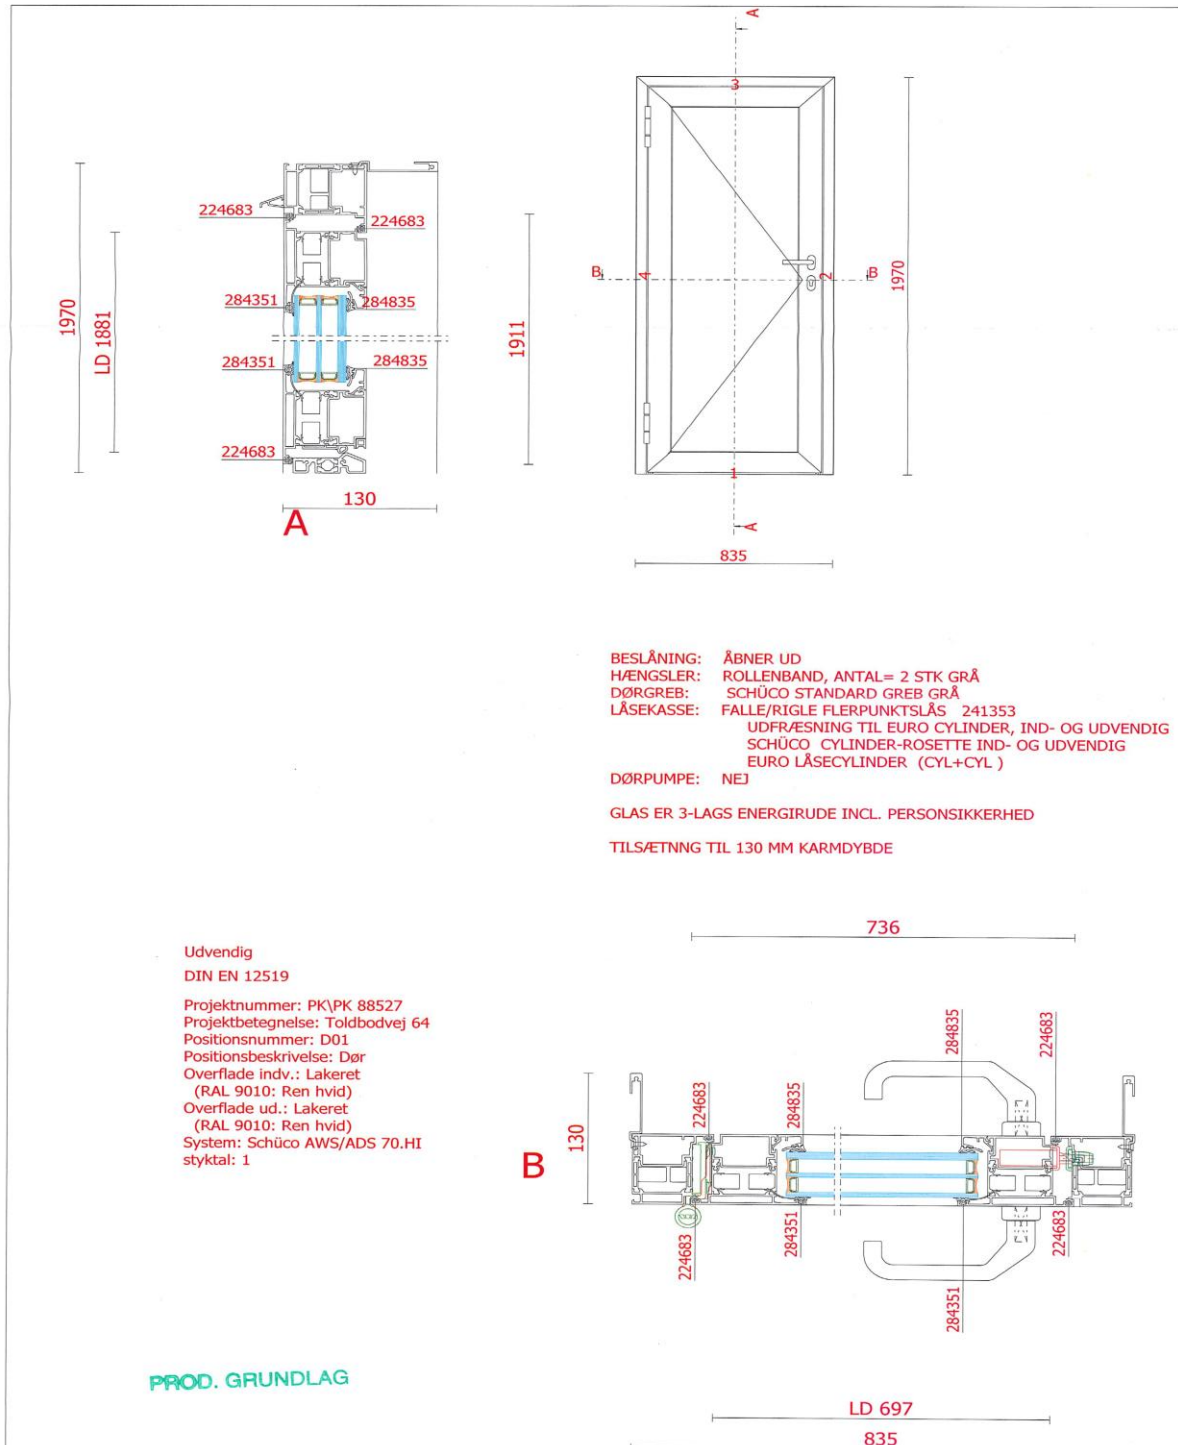 A
3
224683
224683
1970
LD 1881
284351
284835
1911
B
4
2
B
1970
284351
284835
224683
1
130
A
A
835
BESLÅNING: ÅBNER UD
HÆNGSLER: ROLLENBAND, ANTAL= 2 STK GRÅ
DØRGREB: SCHÜCO STANDARD GREB GRÅ
LÅSEKASSE: FALLE/RIGLE FLERPUNKTSLÅS 241353
UDFRÆSNING TIL EURO CYLINDER, IND- OG UDVENDIG
SCHÜCO CYLINDER-ROSETTE IND- OG UDVENDIG
EURO LÅSECYLINDER (CYL+CYL )
DØRPUMPE: NEJ
GLAS ER 3-LAGS ENERGIRUDE INCL. PERSONSIKKERHED
TILSÆTNNG TIL 130 MM KARMDYBDE
Udvendig
DIN EN 12519
Projektnummer: PK\PK 88527
Projektbetegnelse: Toldbodvej 64
Positionsnummer: D01
Positionsbeskrivelse: Dør
Overflade indv.: Lakeret
(RAL 9010: Ren hvid)
Overflade ud.: Lakeret
(RAL 9010: Ren hvid)
System: Schüco AWS/ADS 70.HI
styktal: 1
736
284835
224683
224683
284835
130
B
224683
284351
224683
284351
PROD. GRUNDLAG
LD 697
835